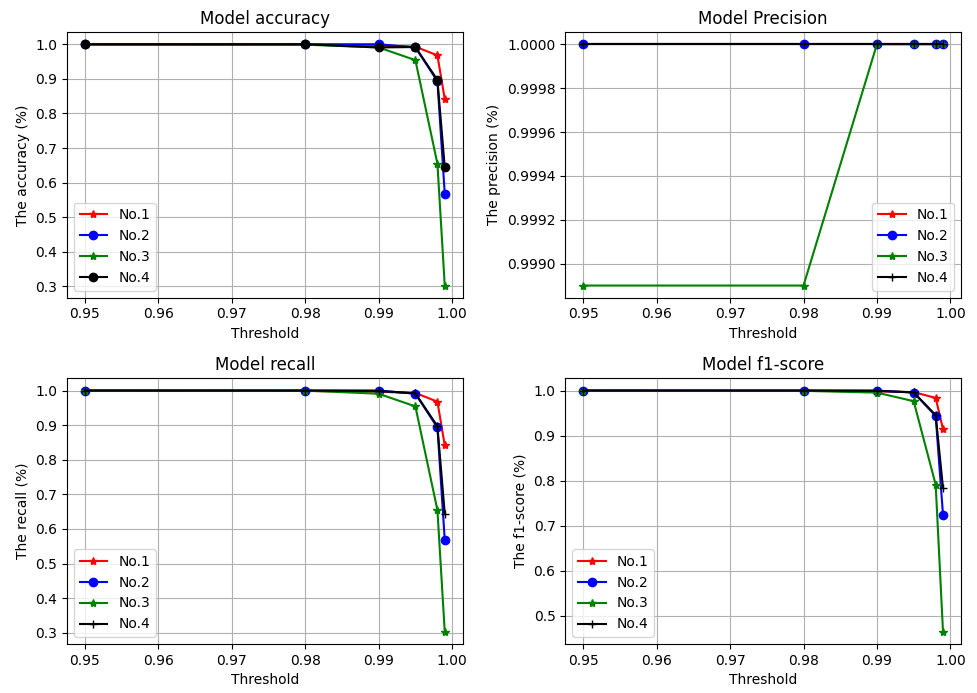 Model accuracy
The accuracy (%)
1.0
0.9
0.8
0.7
0.6
0.5
0.4
0.3
No.1
No.2
No.3
No.4
0.95 0.96 0.97 0.98 0.99 1.00
Threshold
Model Precision
The precision (%)
1.0000
0.9998
0.9996
0.9994
0.9992
0.9990
No.1
No.2
No.3
No.4
0.95 0.96 0.97 0.98 0.99 1.00
Threshold
Model recall
The recall (%)
1.0
0.9
0.8
0.7
0.6
0.5
0.4
0.3
No.1
No.2
No.3
No.4
0.95 0.96 0.97 0.98 0.99 1.00
Threshold
Model f1-score
The f1-score (%)
1.0
0.9
0.8
0.7
0.6
0.5
No.1
No.2
No.3
No.4
0.95 0.96 0.97 0.98 0.99 1.00
Threshold